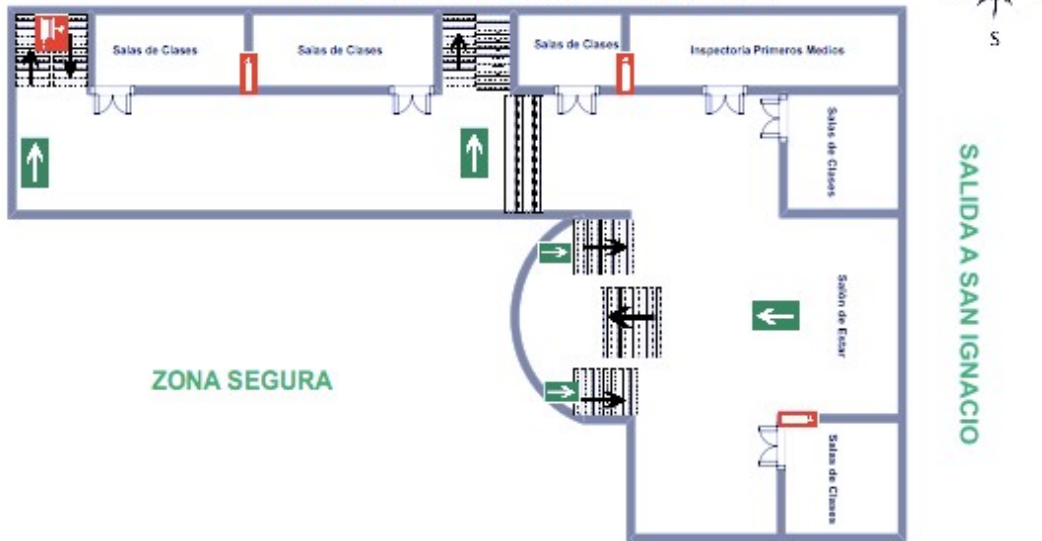 S
Salas de Clases
Salas de Clases
Salas de Clases
Inspectoria Primeros Medios
Salas de Clases
SALIDA A SAN IGNACIO
Salón de Estar
ZONA SEGURA
Salas de Clases